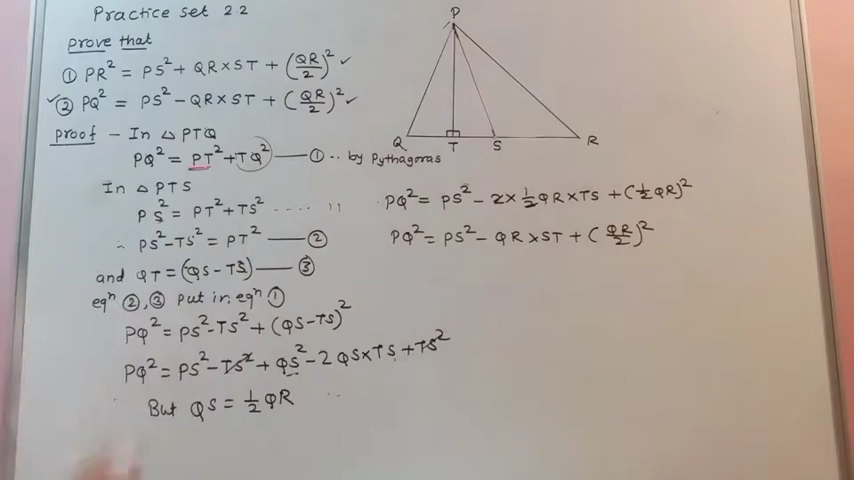 Practice set 2.2
prove that
① PR² = PS² + QR × ST + (QR/2)² ✓
✓② PQ² = PS² - QR × ST + (QR/2)² ✓
proof - In △ PTQ
PQ² = PT² + TQ² —— ① .. by Pythagoras
In △ PTS
PS² = PT² + TS² ..... ,,
∴ PS² - TS² = PT² —— ②
and QT = (QS - TS) —— ③
eqⁿ ②, ③ put in eqⁿ ①
PQ² = PS² - TS² + (QS - TS)²
PQ² = PS² - TS² + QS² - 2 QS × TS + TS²
But QS = 1/2 QR
P
Q T S R
PQ² = PS² - 2 × 1/2 QR × TS + (1/2 QR)²
PQ² = PS² - QR × ST + (QR/2)²